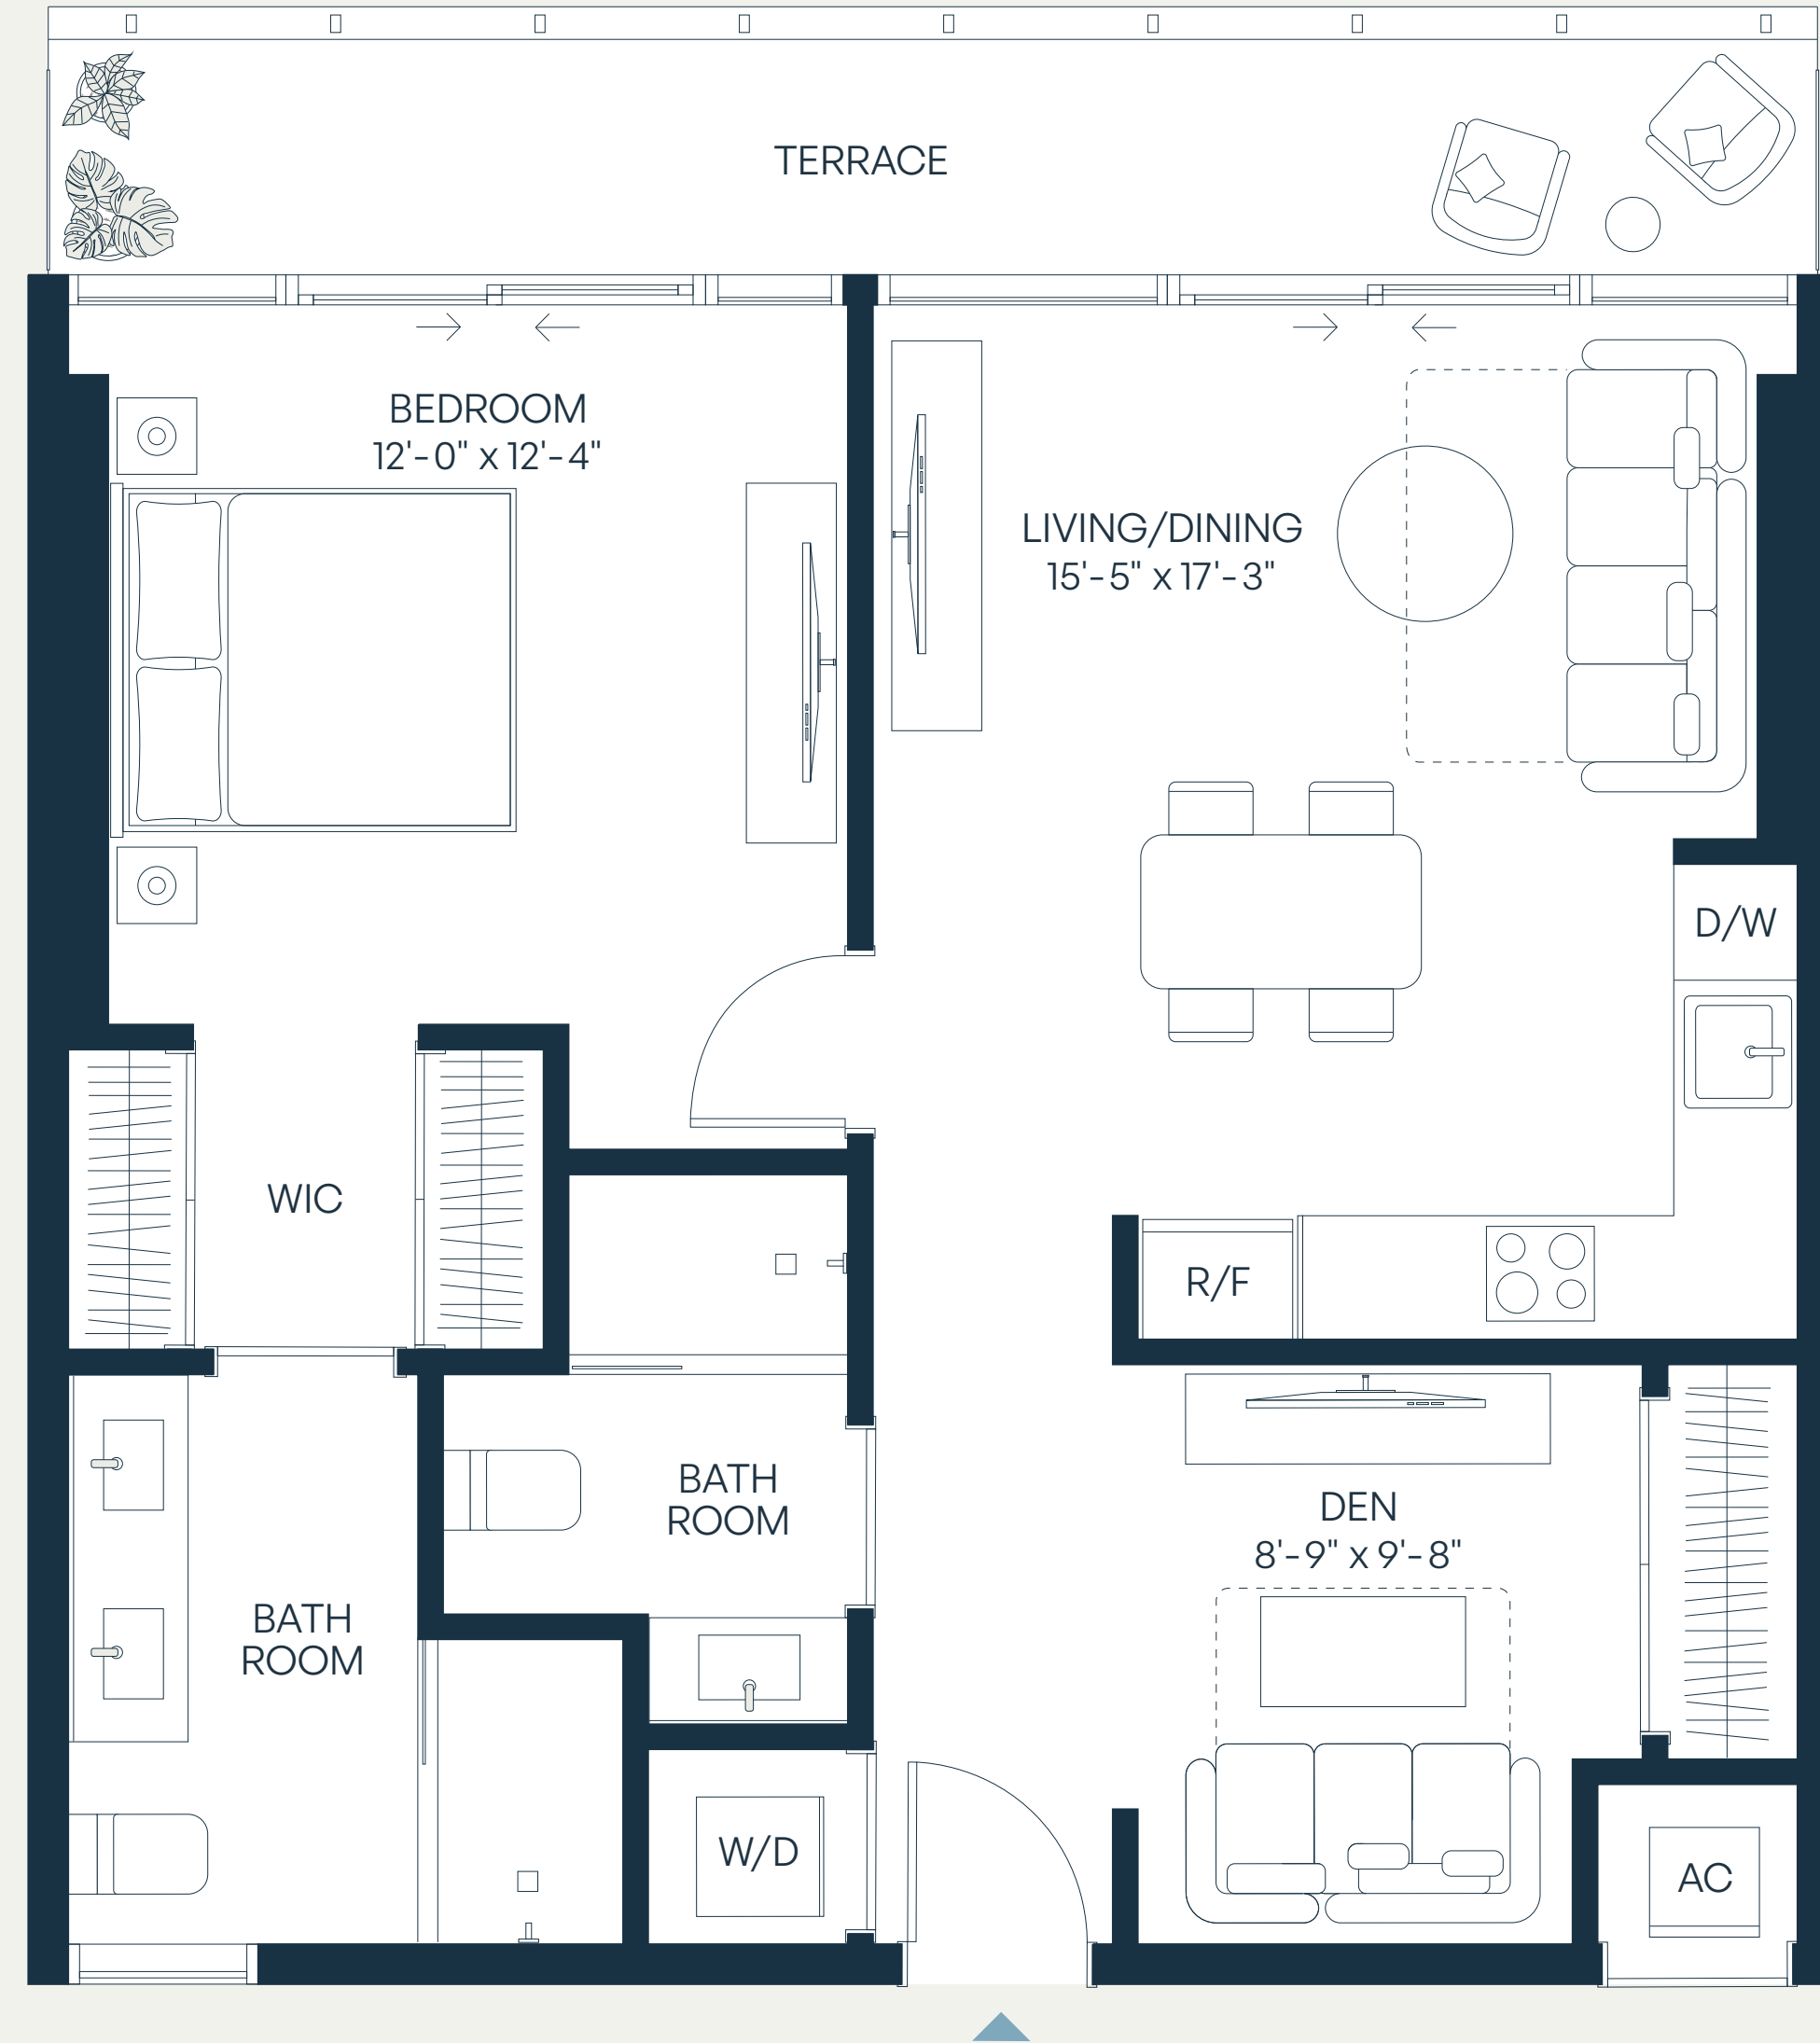 TERRACE
BEDROOM
12'-0" x 12'-4"
LIVING/DINING
15'-5" x 17'-3"
D/W
WIC
R/F
BATH
ROOM
DEN
8'-9" x 9'-8"
BATH
ROOM
W/D
AC